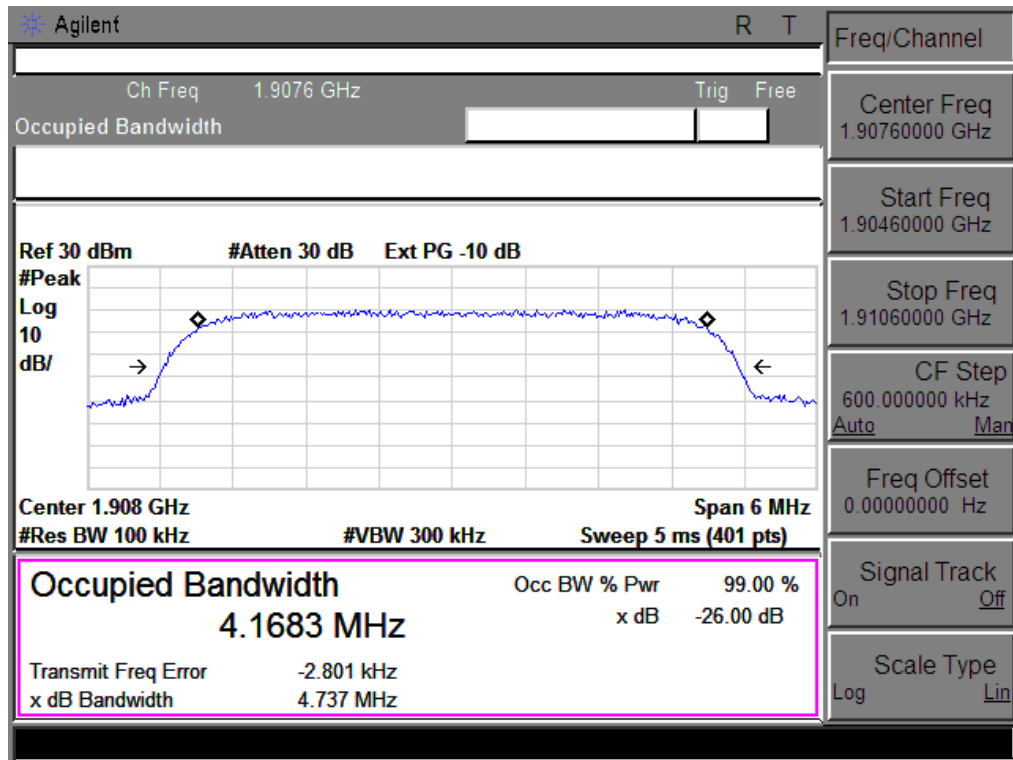 Agilent R T
Ch Freq 1.9076 GHz Trig Free
Occupied Bandwidth
Ref 30 dBm #Atten 30 dB Ext PG -10 dB
#Peak
Log
10
dB/
Center 1.908 GHz Span 6 MHz
#Res BW 100 kHz #VBW 300 kHz Sweep 5 ms (401 pts)
Occupied Bandwidth Occ BW % Pwr 99.00 %
4.1683 MHz x dB -26.00 dB
Transmit Freq Error -2.801 kHz
x dB Bandwidth 4.737 MHz
Freq/Channel
Center Freq
1.90760000 GHz
Start Freq
1.90460000 GHz
Stop Freq
1.91060000 GHz
CF Step
600.000000 kHz
Auto Man
Freq Offset
0.00000000 Hz
Signal Track
On Off
Scale Type
Log Lin